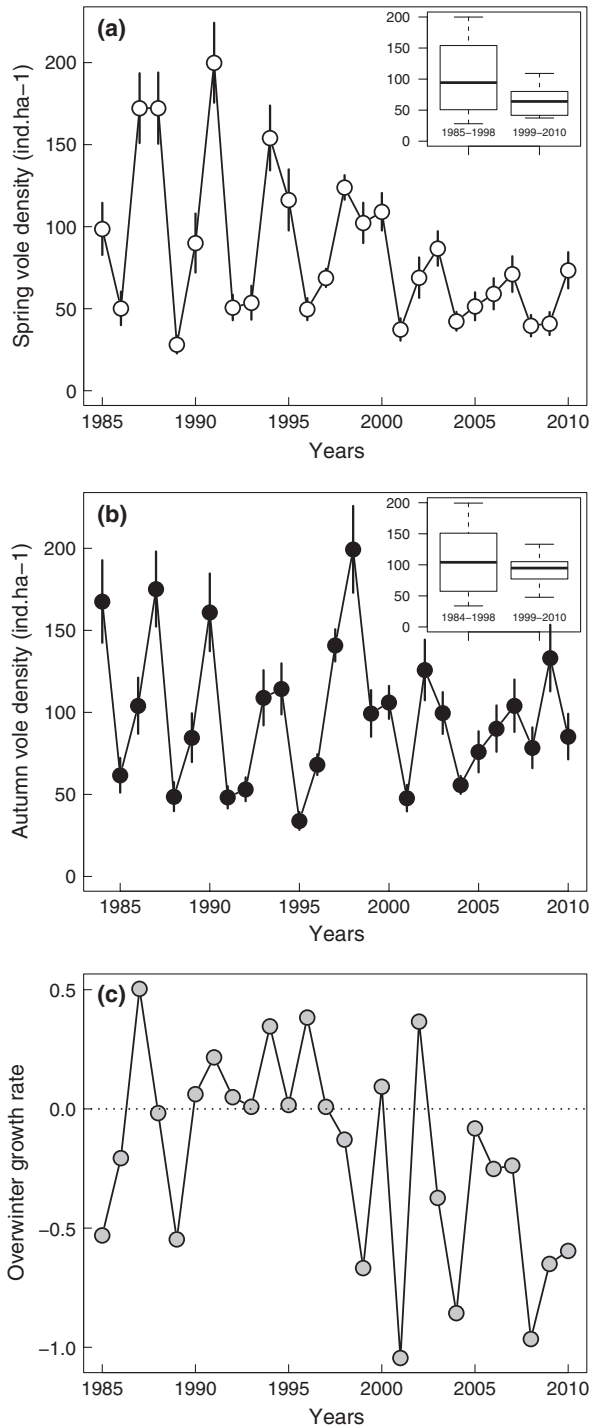 (a)
Spring vole density (ind.ha−1)
200
150
100
50
0
1985 1990 1995 2000 2005 2010
Years
200
150
100
50
0
1985−1998 1999−2010
(b)
Autumn vole density (ind.ha−1)
200
150
100
50
0
1985 1990 1995 2000 2005 2010
Years
200
150
100
50
0
1984−1998 1999−2010
(c)
Overwinter growth rate
0.5
0.0
−0.5
−1.0
1985 1990 1995 2000 2005 2010
Years